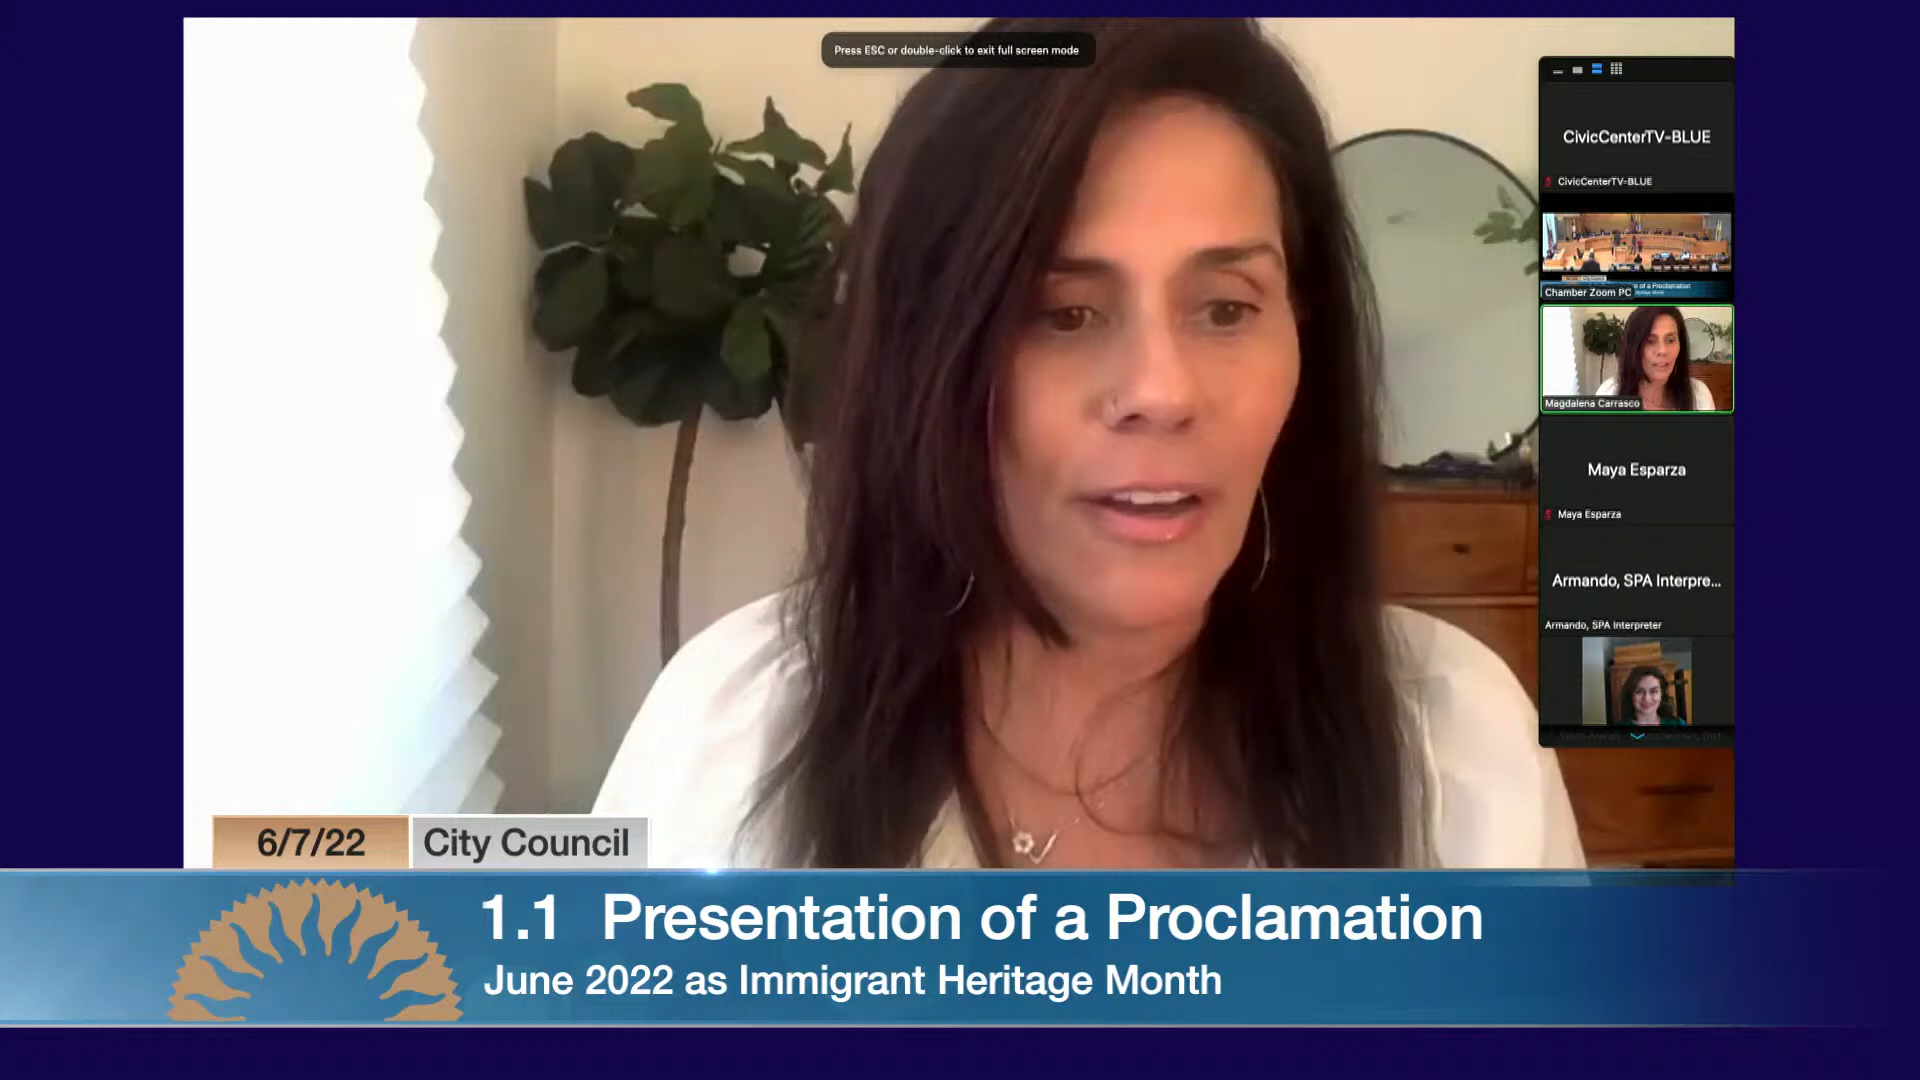 Press ESC or double-click to exit full screen mode
CivicCenterTV-BLUE
CivicCenterTV-BLUE
of a Proclamation
Chamber Zoom PC
Magdalena Carrasco
Maya Esparza
Maya Esparza
Armando, SPA Interpre...
Armando, SPA Interpreter
6/7/22
City Council
1.1 Presentation of a Proclamation
June 2022 as Immigrant Heritage Month